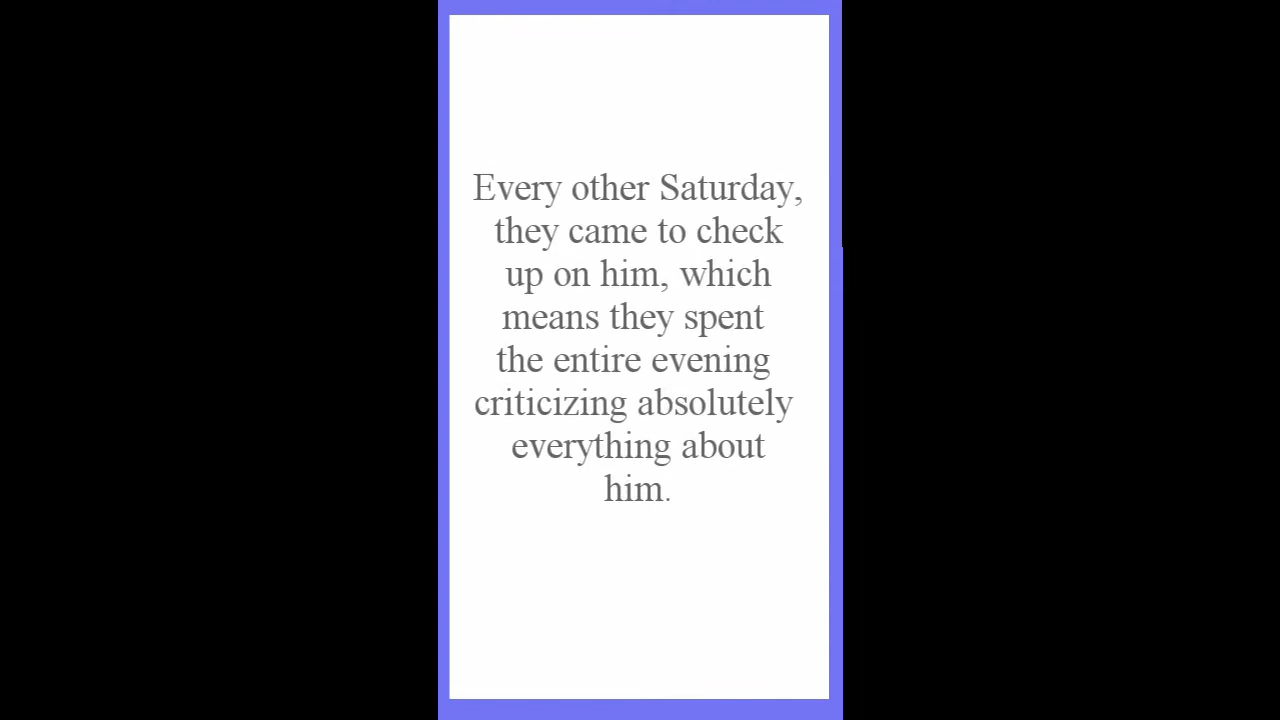 Every other Saturday,
they came to check
up on him, which
means they spent
the entire evening
criticizing absolutely
everything about
him.